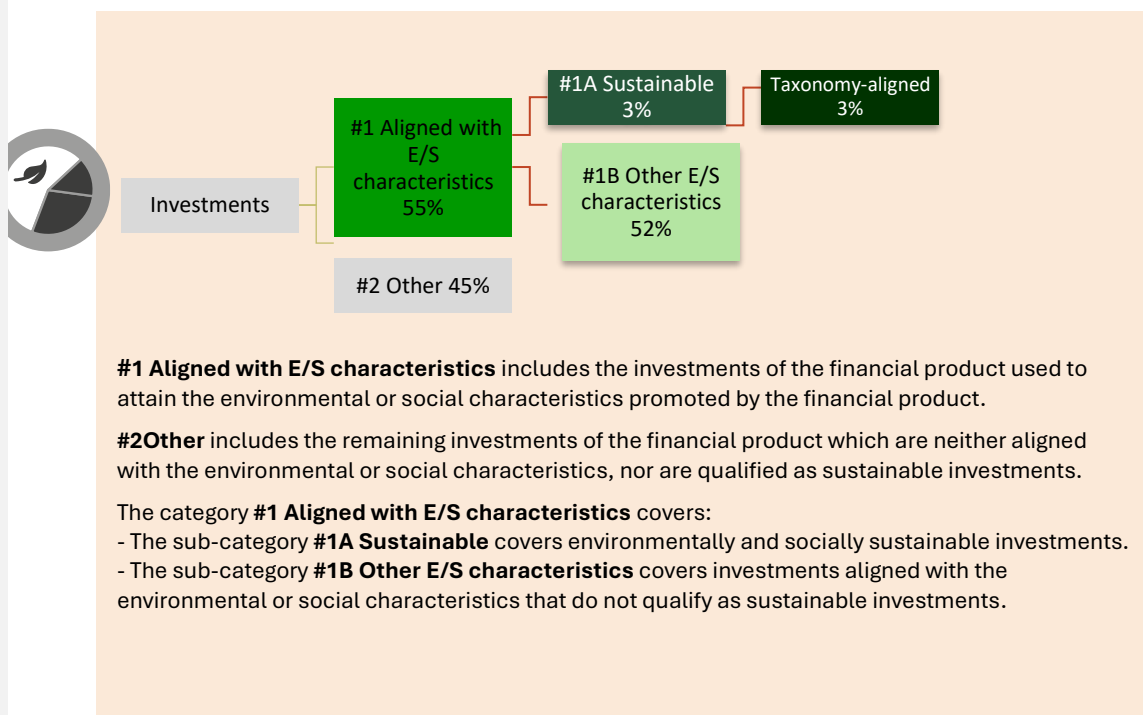 #1A Sustainable
3%
Taxonomy-aligned
3%
#1 Aligned with
E/S
characteristics
55%
#1B Other E/S
characteristics
52%
Investments
#2 Other 45%
#1 Aligned with E/S characteristics includes the investments of the financial product used to
attain the environmental or social characteristics promoted by the financial product.
#2Other includes the remaining investments of the financial product which are neither aligned
with the environmental or social characteristics, nor are qualified as sustainable investments.
The category #1 Aligned with E/S characteristics covers:
- The sub-category #1A Sustainable covers environmentally and socially sustainable investments.
- The sub-category #1B Other E/S characteristics covers investments aligned with the
environmental or social characteristics that do not qualify as sustainable investments.